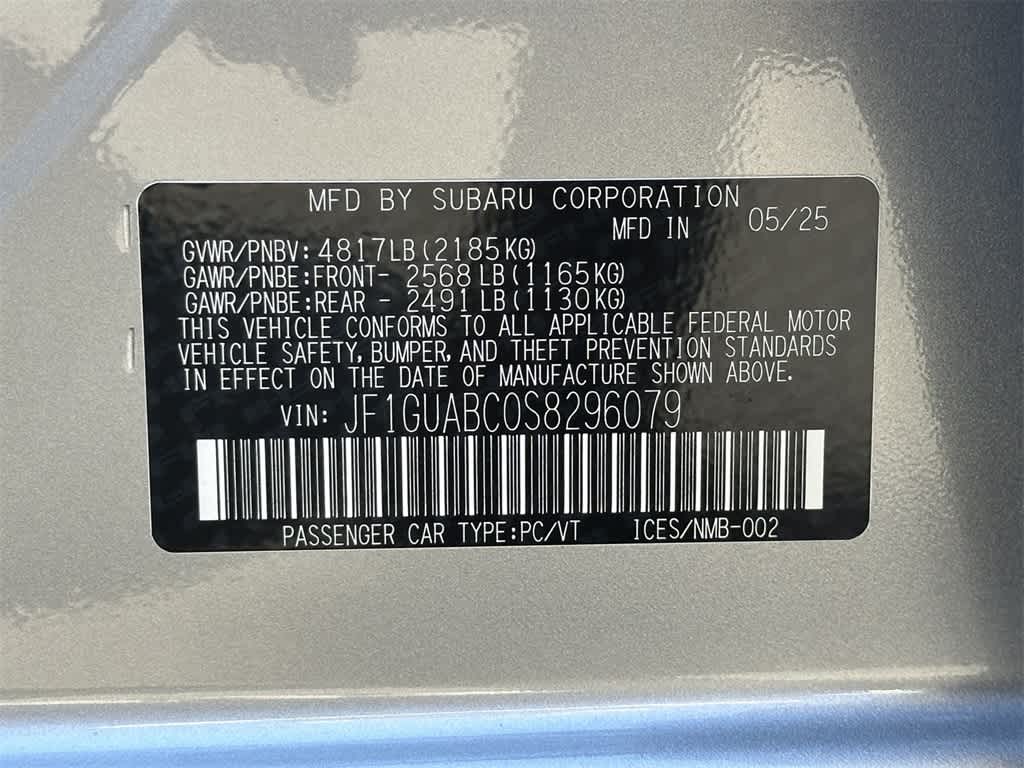 MFD BY SUBARU CORPORATION
MFD IN 05/25
GVWR/PNBV: 4817LB(2185KG)
GAWR/PNBE:FRONT- 2568LB(1165KG)
GAWR/PNBE:REAR - 2491LB(1130KG)
THIS VEHICLE CONFORMS TO ALL APPLICABLE FEDERAL MOTOR
VEHICLE SAFETY, BUMPER, AND THEFT PREVENTION STANDARDS
IN EFFECT ON THE DATE OF MANUFACTURE SHOWN ABOVE.
VIN: JF1GUABC0S8296079
PASSENGER CAR TYPE:PC/VT ICES/NMB-002